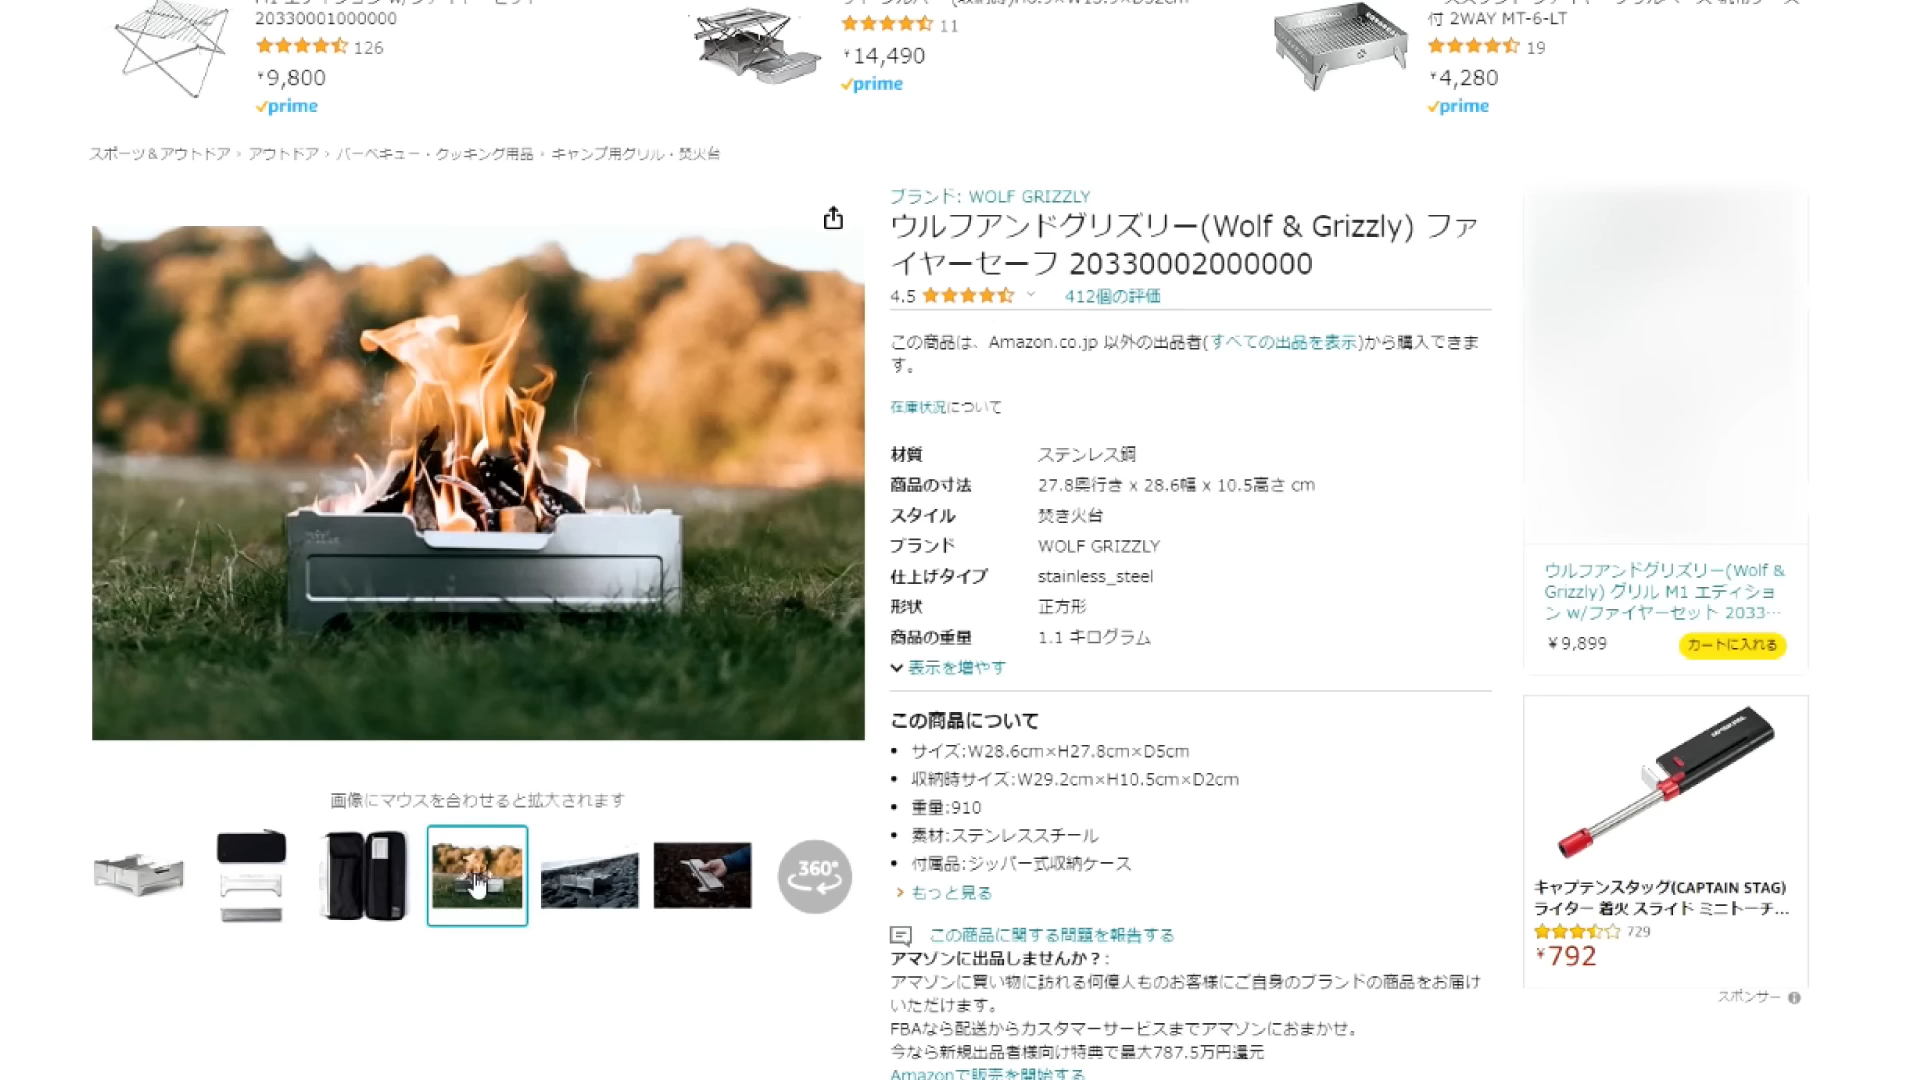 20330001000000
126
¥9,800
prime
11
¥14,490
prime
付 2WAY MT-6-LT
19
¥4,280
prime
スポーツ&アウトドア › アウトドア › バーベキュー・クッキング用品 › キャンプ用グリル・焚火台
ブランド: WOLF GRIZZLY
ウルフアンドグリズリー(Wolf & Grizzly) ファ
イヤーセーフ 20330002000000
4.5 412個の評価
この商品は、Amazon.co.jp 以外の出品者(すべての出品を表示)から購入できま
す。
在庫状況について
材質 ステンレス鋼
商品の寸法 27.8奥行き x 28.6幅 x 10.5高さ cm
スタイル 焚き火台
ブランド WOLF GRIZZLY
仕上げタイプ stainless_steel
形状 正方形
商品の重量 1.1 キログラム
表示を増やす
この商品について
サイズ:W28.6cm×H27.8cm×D5cm
収納時サイズ:W29.2cm×H10.5cm×D2cm
重量:910
素材:ステンレススチール
付属品:ジッパー式収納ケース
› もっと見る
この商品に関する問題を報告する
アマゾンに出品しませんか?:
アマゾンに買い物に訪れる何億人ものお客様にご自身のブランドの商品をお届け
いただけます。
FBAなら配送からカスタマーサービスまでアマゾンにおまかせ。
今なら新規出品者様向け特典で最大787.5万円還元
Amazonで販売を開始する
画像にマウスを合わせると拡大されます
360°
ウルフアンドグリズリー(Wolf &
Grizzly) グリル M1 エディショ
ン w/ファイヤーセット 2033…
¥9,899
カートに入れる
キャプテンスタッグ(CAPTAIN STAG)
ライター 着火 スライド ミニトーチ...
729
¥792
スポンサー